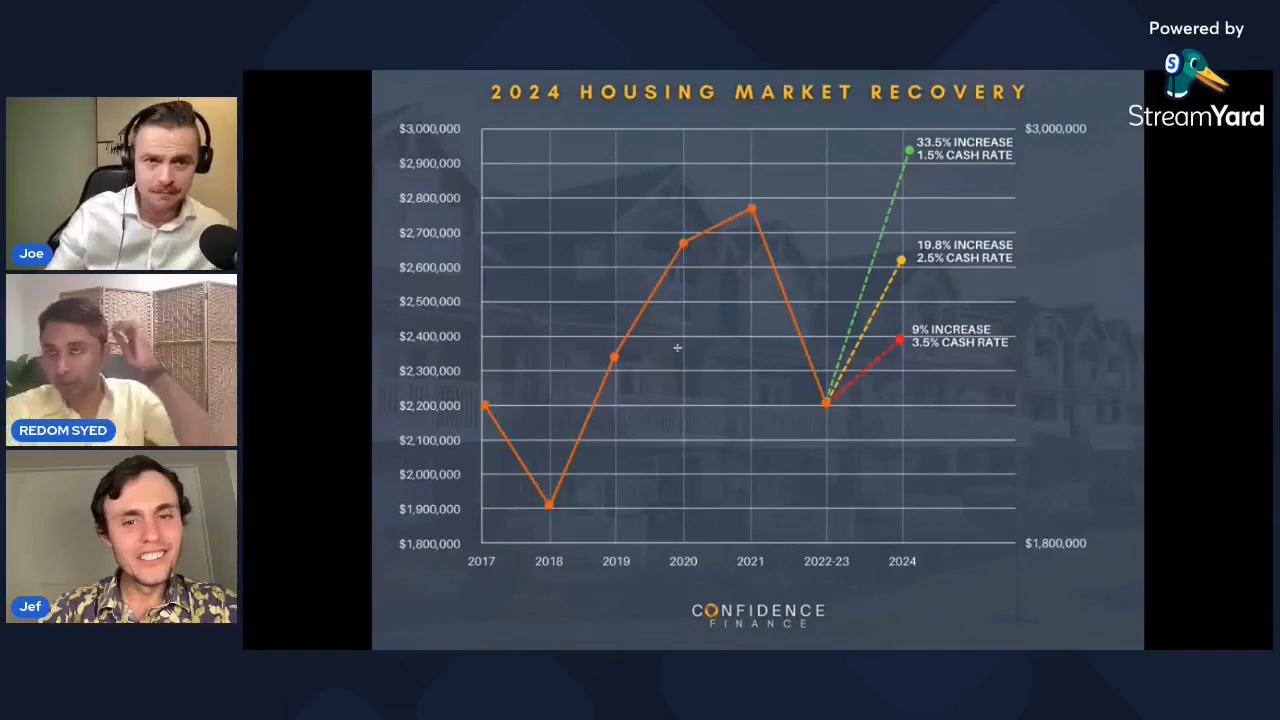 Powered by
S
StreamYard
Joe
REDOM SYED
Jef
2024 HOUSING MARKET RECOVERY
$3,000,000
$2,900,000
$2,800,000
$2,700,000
$2,600,000
$2,500,000
$2,400,000
$2,300,000
$2,200,000
$2,100,000
$2,000,000
$1,900,000
$1,800,000
$3,000,000
33.5% INCREASE
1.5% CASH RATE
19.8% INCREASE
2.5% CASH RATE
9% INCREASE
3.5% CASH RATE
$1,800,000
2017 2018 2019 2020 2021 2022-23 2024
CONFIDENCE
FINANCE